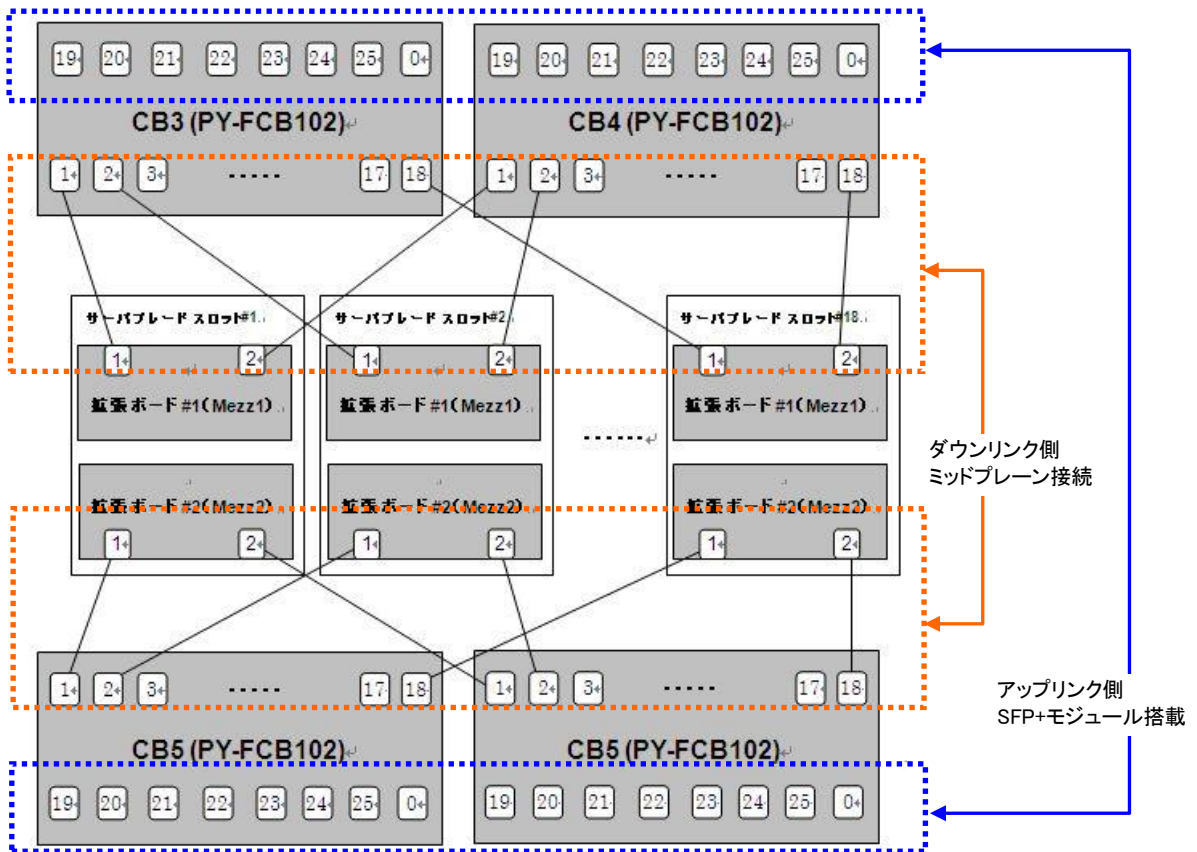 19 20 21 22 23 24 25 0
CB3 (PY-FCB102)
1 2 3 ..... 17 18
19 20 21 22 23 24 25 0
CB4 (PY-FCB102)
1 2 3 ..... 17 18
サーバブレード スロット#1
1 2
拡張ボード #1(Mezz1)
拡張ボード #2(Mezz2)
1 2
サーバブレード スロット#2
1 2
拡張ボード #1(Mezz1)
拡張ボード #2(Mezz2)
1 2
......
サーバブレード スロット#18
1 2
拡張ボード #1(Mezz1)
拡張ボード #2(Mezz2)
1 2
ダウンリンク側
ミッドプレーン接続
1 2 3 ..... 17 18
CB5 (PY-FCB102)
19 20 21 22 23 24 25 0
1 2 3 ..... 17 18
CB5 (PY-FCB102)
19 20 21 22 23 24 25 0
アップリンク側
SFP+モジュール搭載